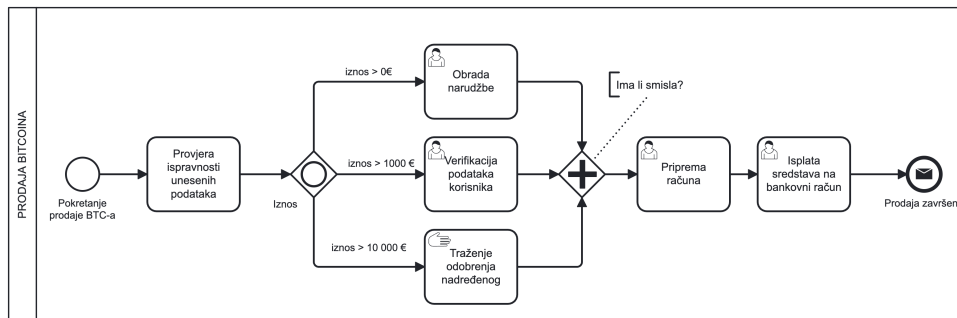 PRODAJA BITCOINA
Pokretanje
prodaje BTC-a
Provjera
ispravnosti
unesenih
podataka
Iznos
iznos > 0€
iznos > 1000 €
iznos > 10 000 €
Obrada
narudžbe
Verifikacija
podataka
korisnika
Traženje
odobrenja
nadređenog
Ima li smisla?
Priprema
računa
Isplata
sredstava na
bankovni račun
Prodaja završen